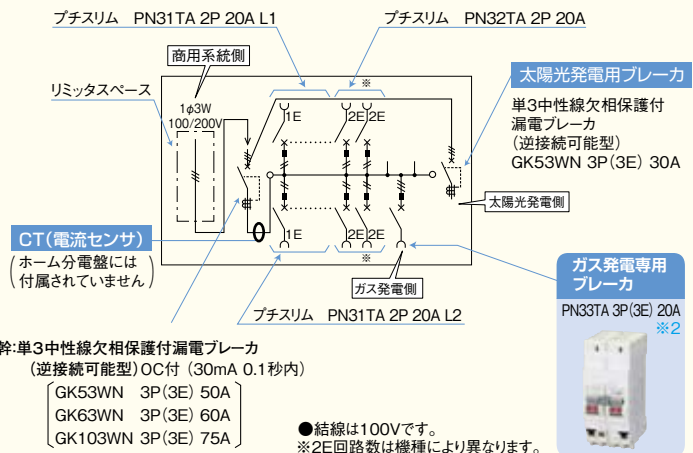 プチスリム PN31TA 2P 20A L1
プチスリム PN32TA 2P 20A
商用系統側
リミッタスペース
1φ3W
100/200V
※
1E
2E 2E
太陽光発電用ブレーカ
単3中性線欠相保護付
漏電ブレーカ
(逆接続可能型)
GK53WN 3P(3E) 30A
太陽光発電側
CT(電流センサ)
(ホーム分電盤には
付属されていません)
1E
2E 2E
※
ガス発電側
プチスリム PN31TA 2P 20A L2
ガス発電専用
ブレーカ
PN33TA 3P(3E) 20A
※2
幹:単3中性線欠相保護付漏電ブレーカ
(逆接続可能型)OC付 (30mA 0.1秒内)
GK53WN 3P(3E) 50A
GK63WN 3P(3E) 60A
GK103WN 3P(3E) 75A
●結線は100Vです。
※2E回路数は機種により異なります。